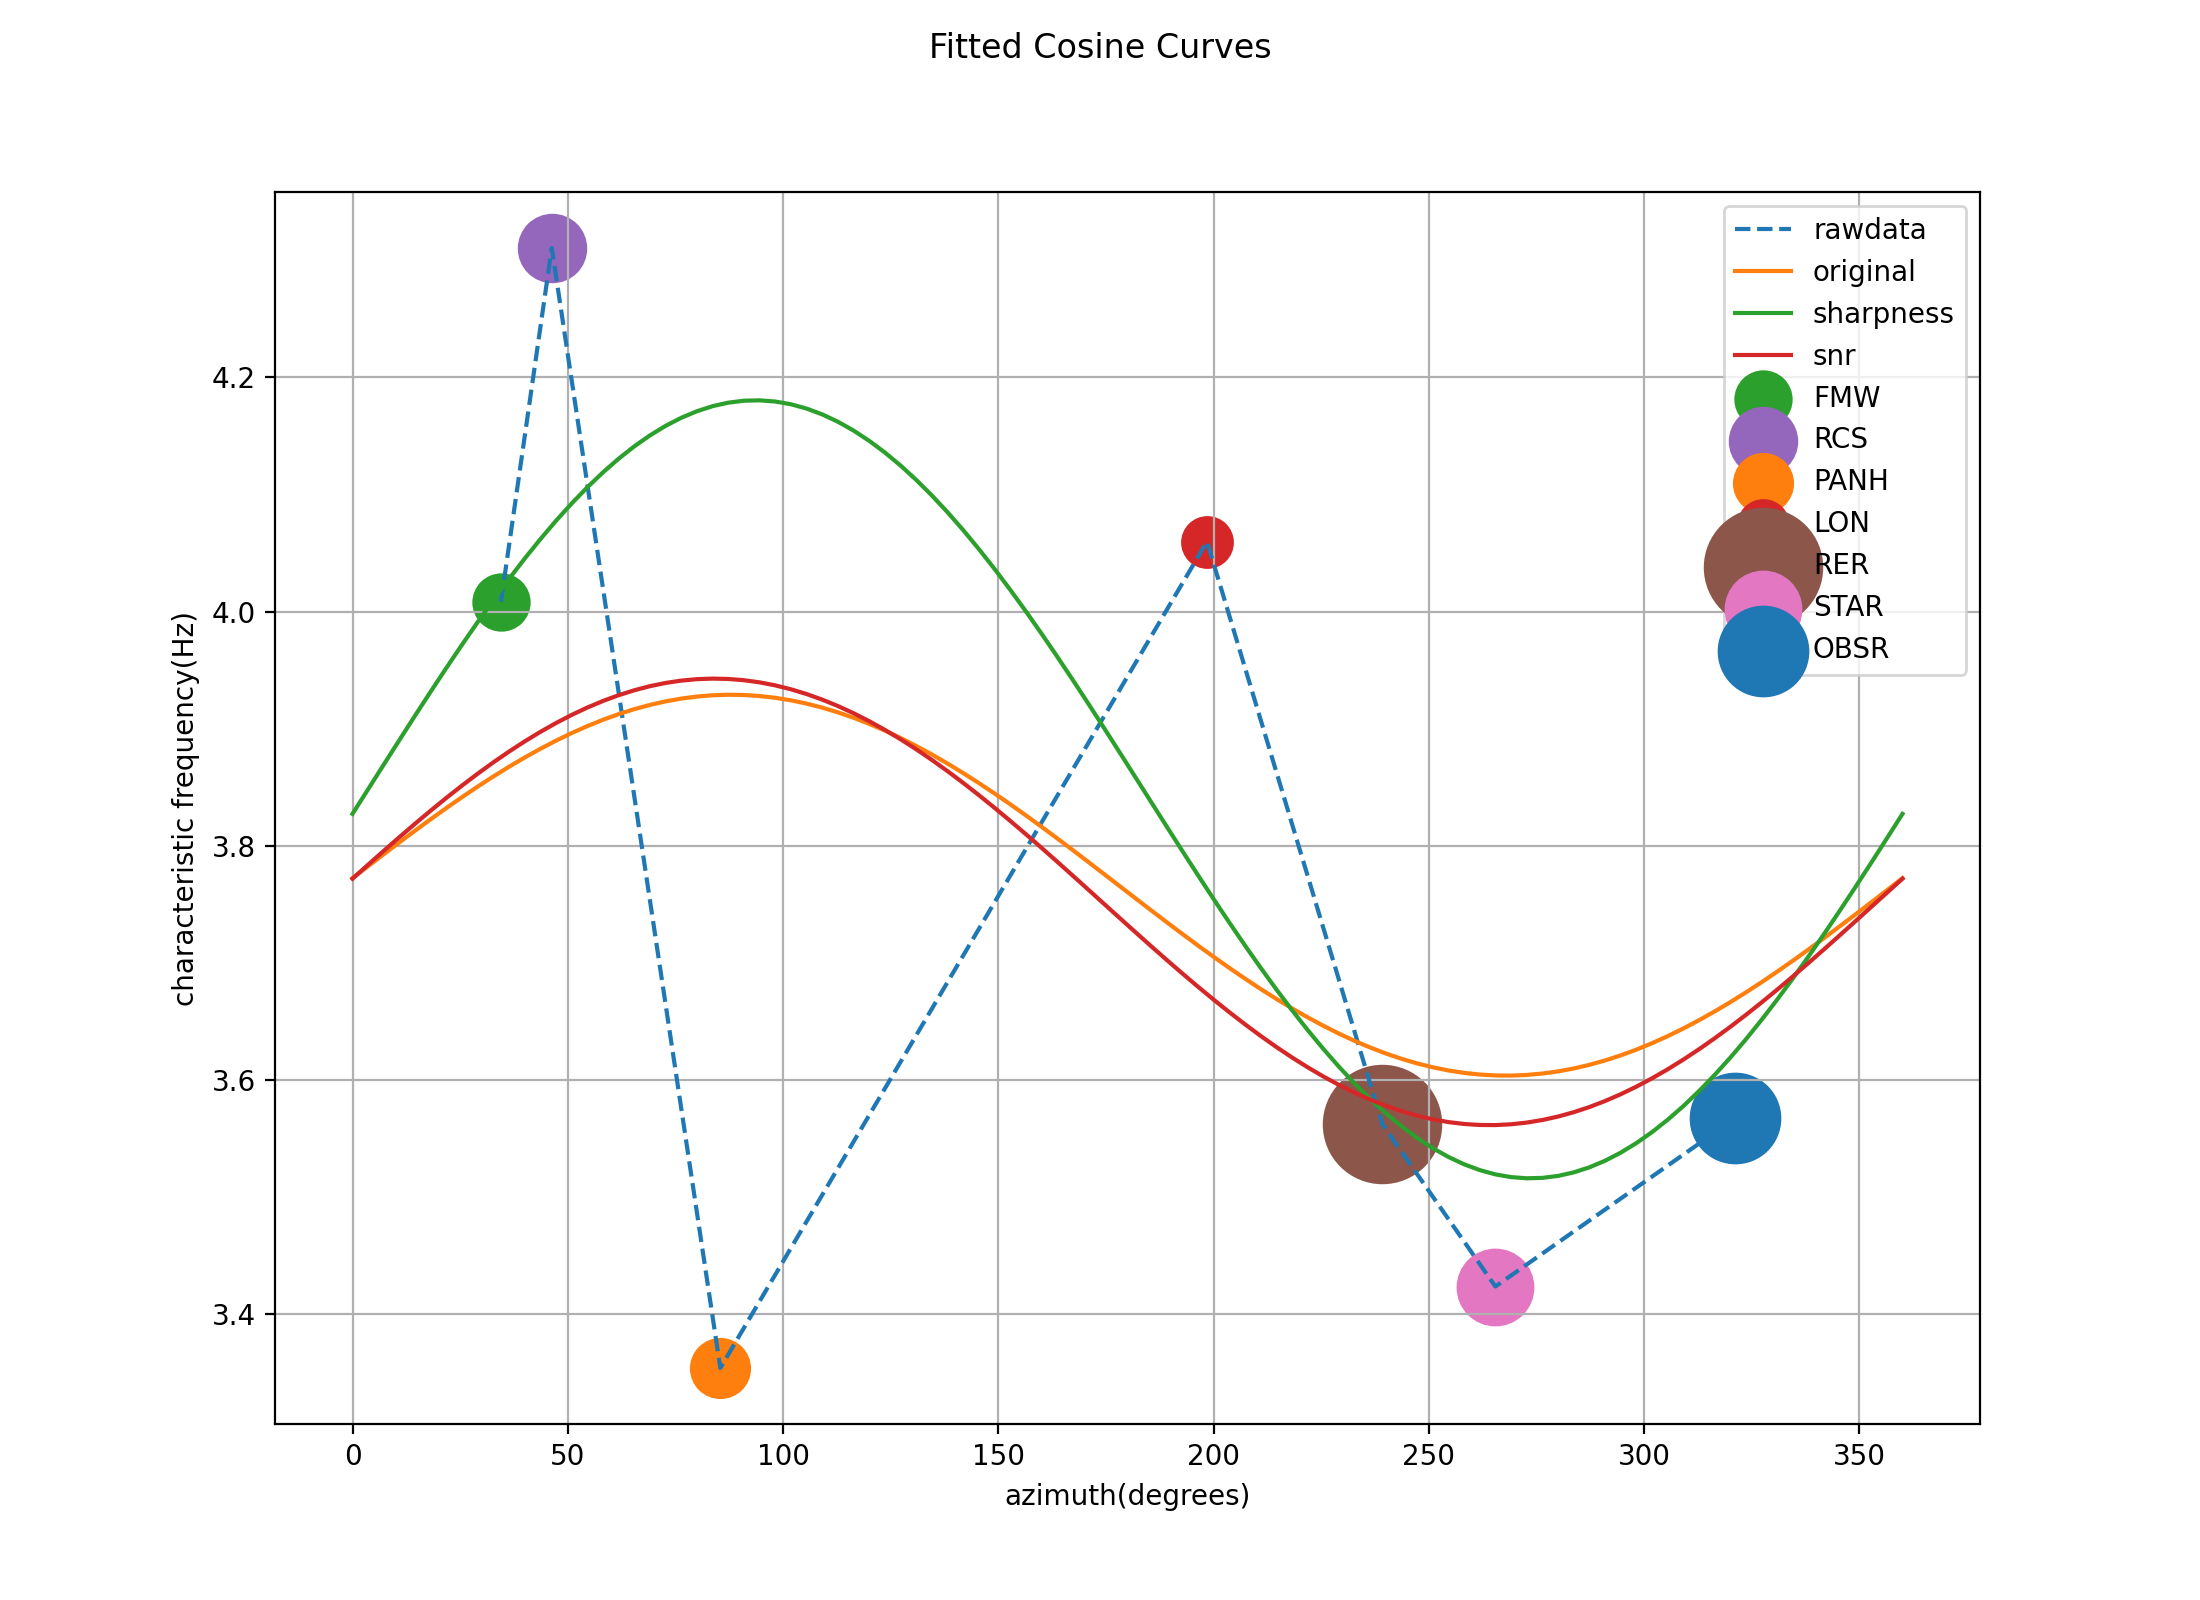 Fitted Cosine Curves
rawdata
original
sharpness
snr
FMW
RCS
PANH
LON
RER
STAR
OBSR
characteristic frequency(Hz)
4.2
4.0
3.8
3.6
3.4
0 50 100 150 200 250 300 350
azimuth(degrees)